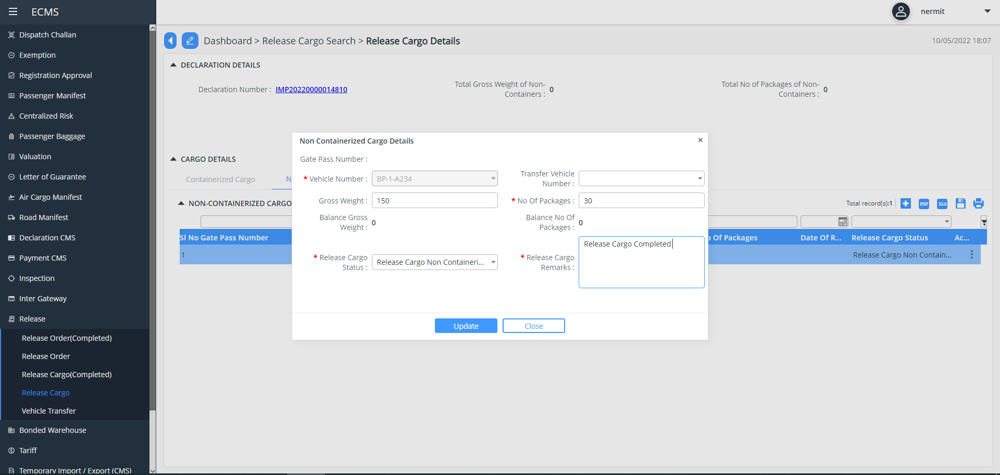 ECMS
nermit
Dispatch Challan
Exemption
Registration Approval
Passenger Manifest
Centralized Risk
Passenger Baggage
Valuation
Letter of Guarantee
Air Cargo Manifest
Road Manifest
Declaration CMS
Payment CMS
Inspection
Inter Gateway
Release
Release Order(Completed)
Release Order
Release Cargo(Completed)
Release Cargo
Vehicle Transfer
Bonded Warehouse
Tariff
Temporary Import / Export (CMS)
Dashboard > Release Cargo Search > Release Cargo Details
10/05/2022 18:07
DECLARATION DETAILS
Declaration Number : IMP20220000014810
Total Gross Weight of Non-
Containers : 0
Total No of Packages of Non-
Containers : 0
CARGO DETAILS
Containerized Cargo
N
NON-CONTAINERIZED CARGO
Total record(s):1
PDF
XLS
Sl No Gate Pass Number
o Of Packages
Date Of R...
Release Cargo Status
Ac...
1
Release Cargo Non Contain...
Non Containerized Cargo Details
×
Gate Pass Number :
* Vehicle Number : BP-1-A234
Transfer Vehicle
Number :
Gross Weight : 150
* No Of Packages : 30
Balance Gross
Weight : 0
Balance No Of
Packages : 0
* Release Cargo
Status : Release Cargo Non Containeri...
* Release Cargo
Remarks :
Release Cargo Completed
Update
Close